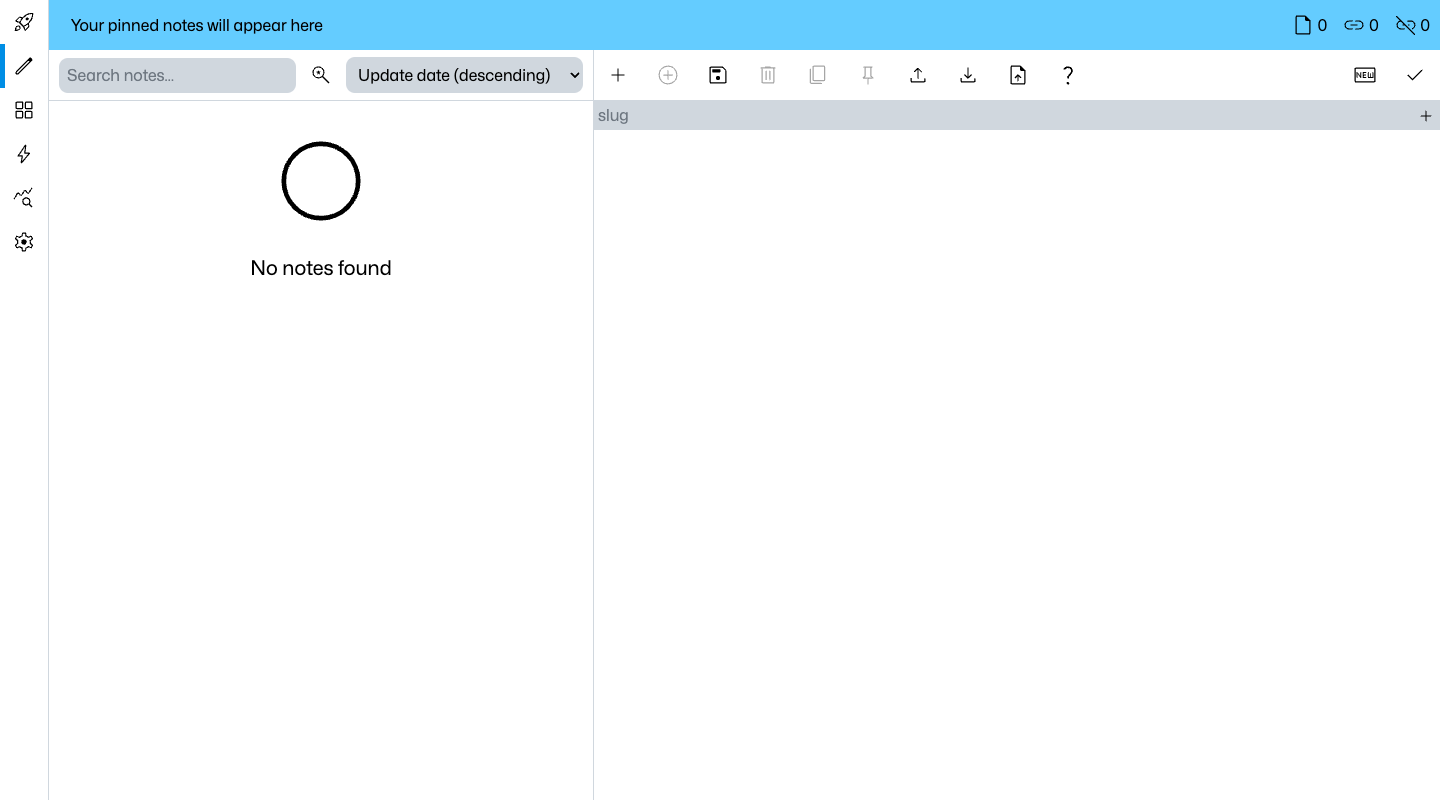 Your pinned notes will appear here
0
0
0
Search notes...
Update date (descending)
NEW
slug
No notes found